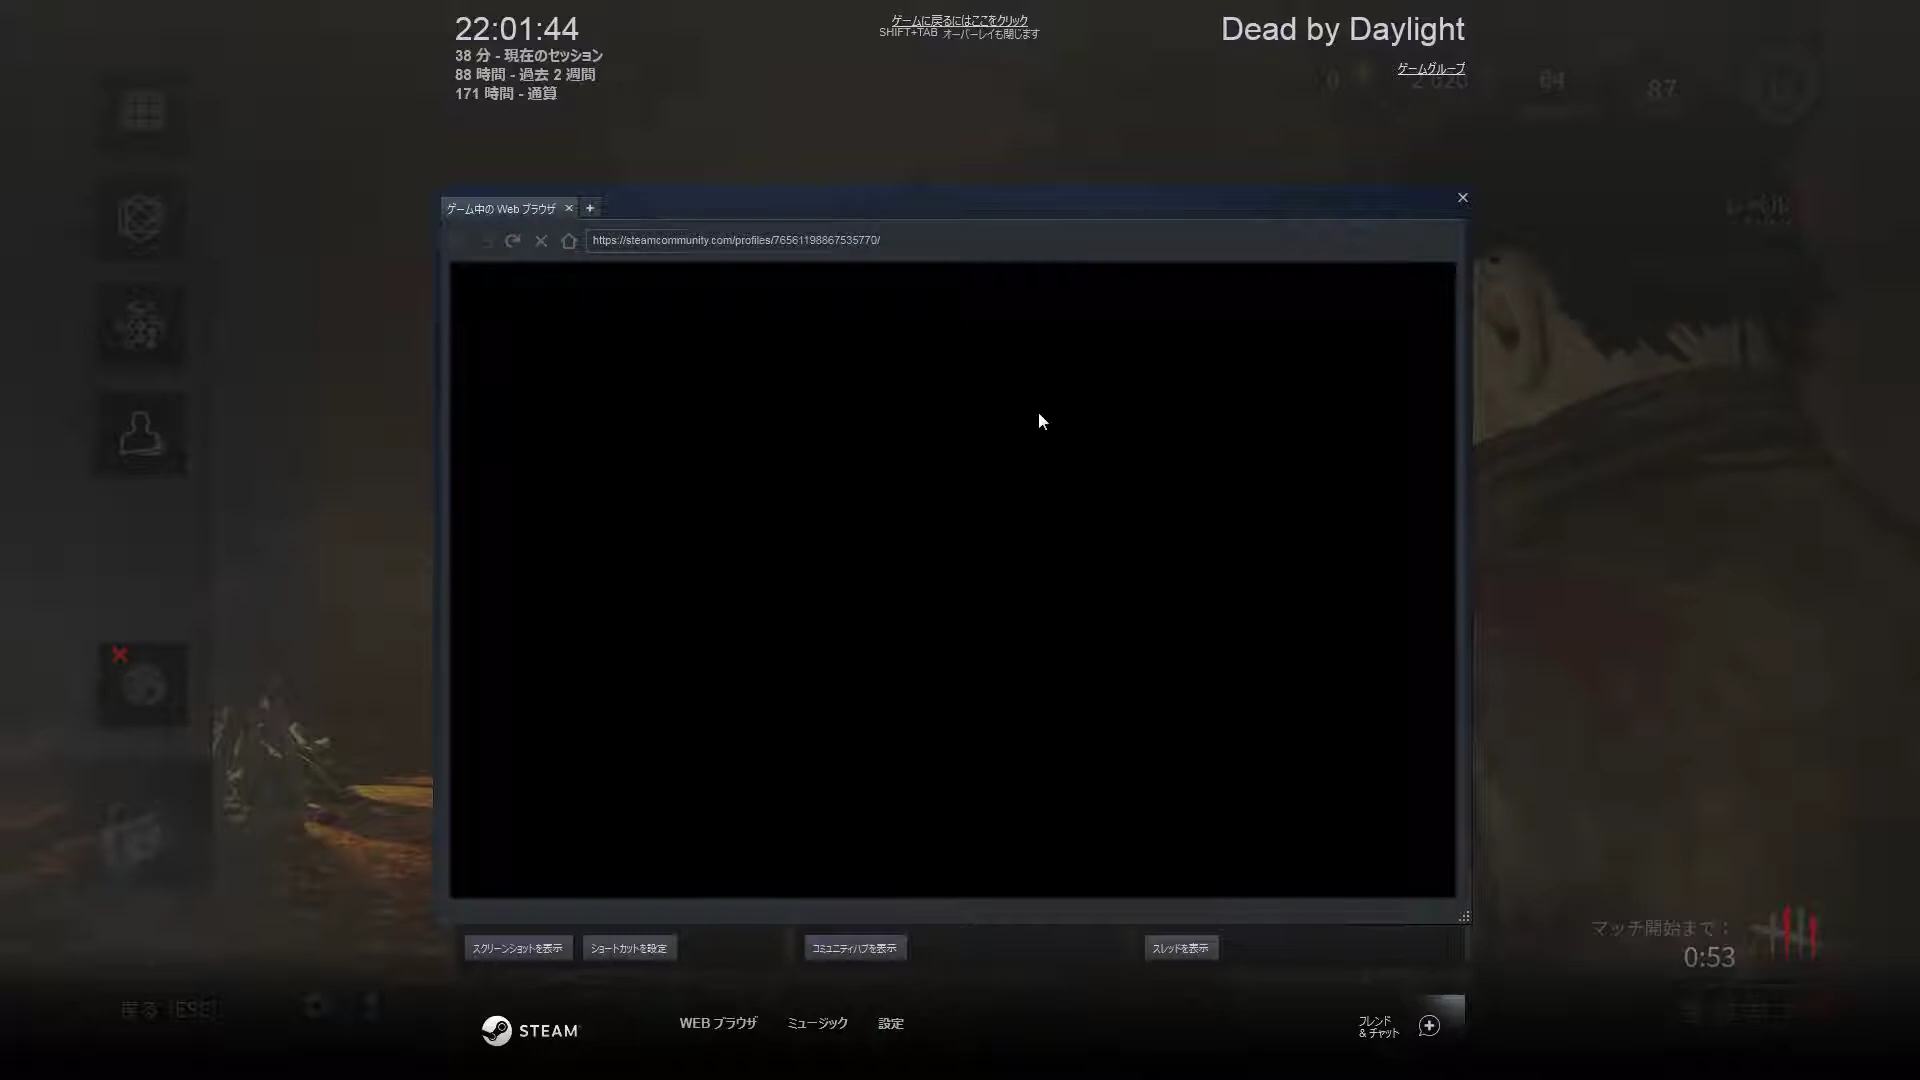 22:01:44
38 分 - 現在のセッション
88 時間 - 過去 2 週間
171 時間 - 通算
ゲームに戻るにはここをクリック
SHIFT+TAB オーバーレイも閉じます
Dead by Daylight
ゲームグループ
87
ゲーム中の Web ブラウザ
https://steamcommunity.com/profiles/76561198867535770/
スクリーンショットを表示
ショートカットを設定
コミュニティハブを表示
スレッドを表示
マッチ開始まで：
0:53
戻る [ESC]
STEAM
WEB ブラウザ
ミュージック
設定
フレンド
& チャット